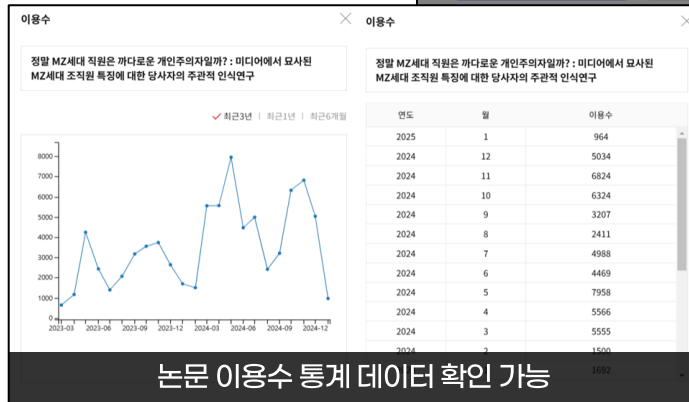 이용수
정말 MZ세대 직원은 까다로운 개인주의자일까? : 미디어에서 묘사된
MZ세대 조직원 특징에 대한 당사자의 주관적 인식연구
최근3년 | 최근1년 | 최근6개월
8000
7000
6000
5000
4000
3000
2000
1000
0
2023-03 2023-06 2023-09 2023-12 2024-03 2024-06 2024-09 2024-12
이용수
정말 MZ세대 직원은 까다로운 개인주의자일까? : 미디어에서 묘사된
MZ세대 조직원 특징에 대한 당사자의 주관적 인식연구
연도 월 이용수
2025 1 964
2024 12 5034
2024 11 6824
2024 10 6324
2024 9 3207
2024 8 2411
2024 7 4988
2024 6 4469
2024 5 7958
2024 4 5566
2024 3 5555
2024 2 1500
1692
논문 이용수 통계 데이터 확인 가능